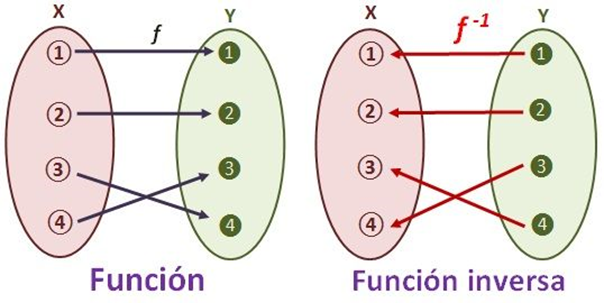 X f Y
1 1
2 2
3 3
4 4
Función
X f⁻¹ Y
1 1
2 2
3 3
4 4
Función inversa